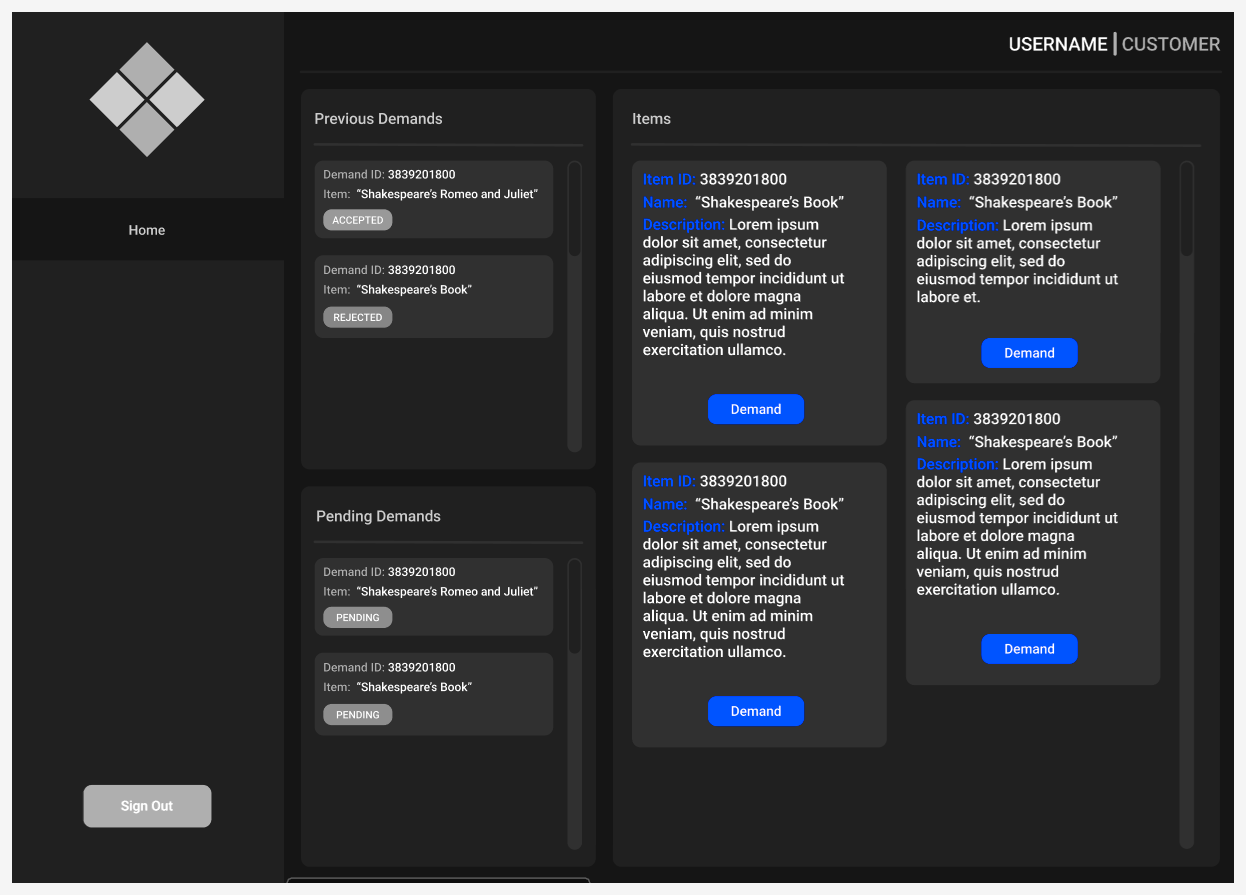 USERNAME | CUSTOMER
Home
Sign Out
Previous Demands
Demand ID: 3839201800
Item: “Shakespeare’s Romeo and Juliet”
ACCEPTED
Demand ID: 3839201800
Item: “Shakespeare’s Book”
REJECTED
Pending Demands
Demand ID: 3839201800
Item: “Shakespeare’s Romeo and Juliet”
PENDING
Demand ID: 3839201800
Item: “Shakespeare’s Book”
PENDING
Items
Item ID: 3839201800
Name: “Shakespeare’s Book”
Description: Lorem ipsum
dolor sit amet, consectetur
adipiscing elit, sed do
eiusmod tempor incididunt ut
labore et dolore magna
aliqua. Ut enim ad minim
veniam, quis nostrud
exercitation ullamco.
Demand
Item ID: 3839201800
Name: “Shakespeare’s Book”
Description: Lorem ipsum
dolor sit amet, consectetur
adipiscing elit, sed do
eiusmod tempor incididunt ut
labore et dolore magna
aliqua. Ut enim ad minim
veniam, quis nostrud
exercitation ullamco.
Demand
Item ID: 3839201800
Name: “Shakespeare’s Book”
Description: Lorem ipsum
dolor sit amet, consectetur
adipiscing elit, sed do
eiusmod tempor incididunt ut
labore et.
Demand
Item ID: 3839201800
Name: “Shakespeare’s Book”
Description: Lorem ipsum
dolor sit amet, consectetur
adipiscing elit, sed do
eiusmod tempor incididunt ut
labore et dolore magna
aliqua. Ut enim ad minim
veniam, quis nostrud
exercitation ullamco.
Demand